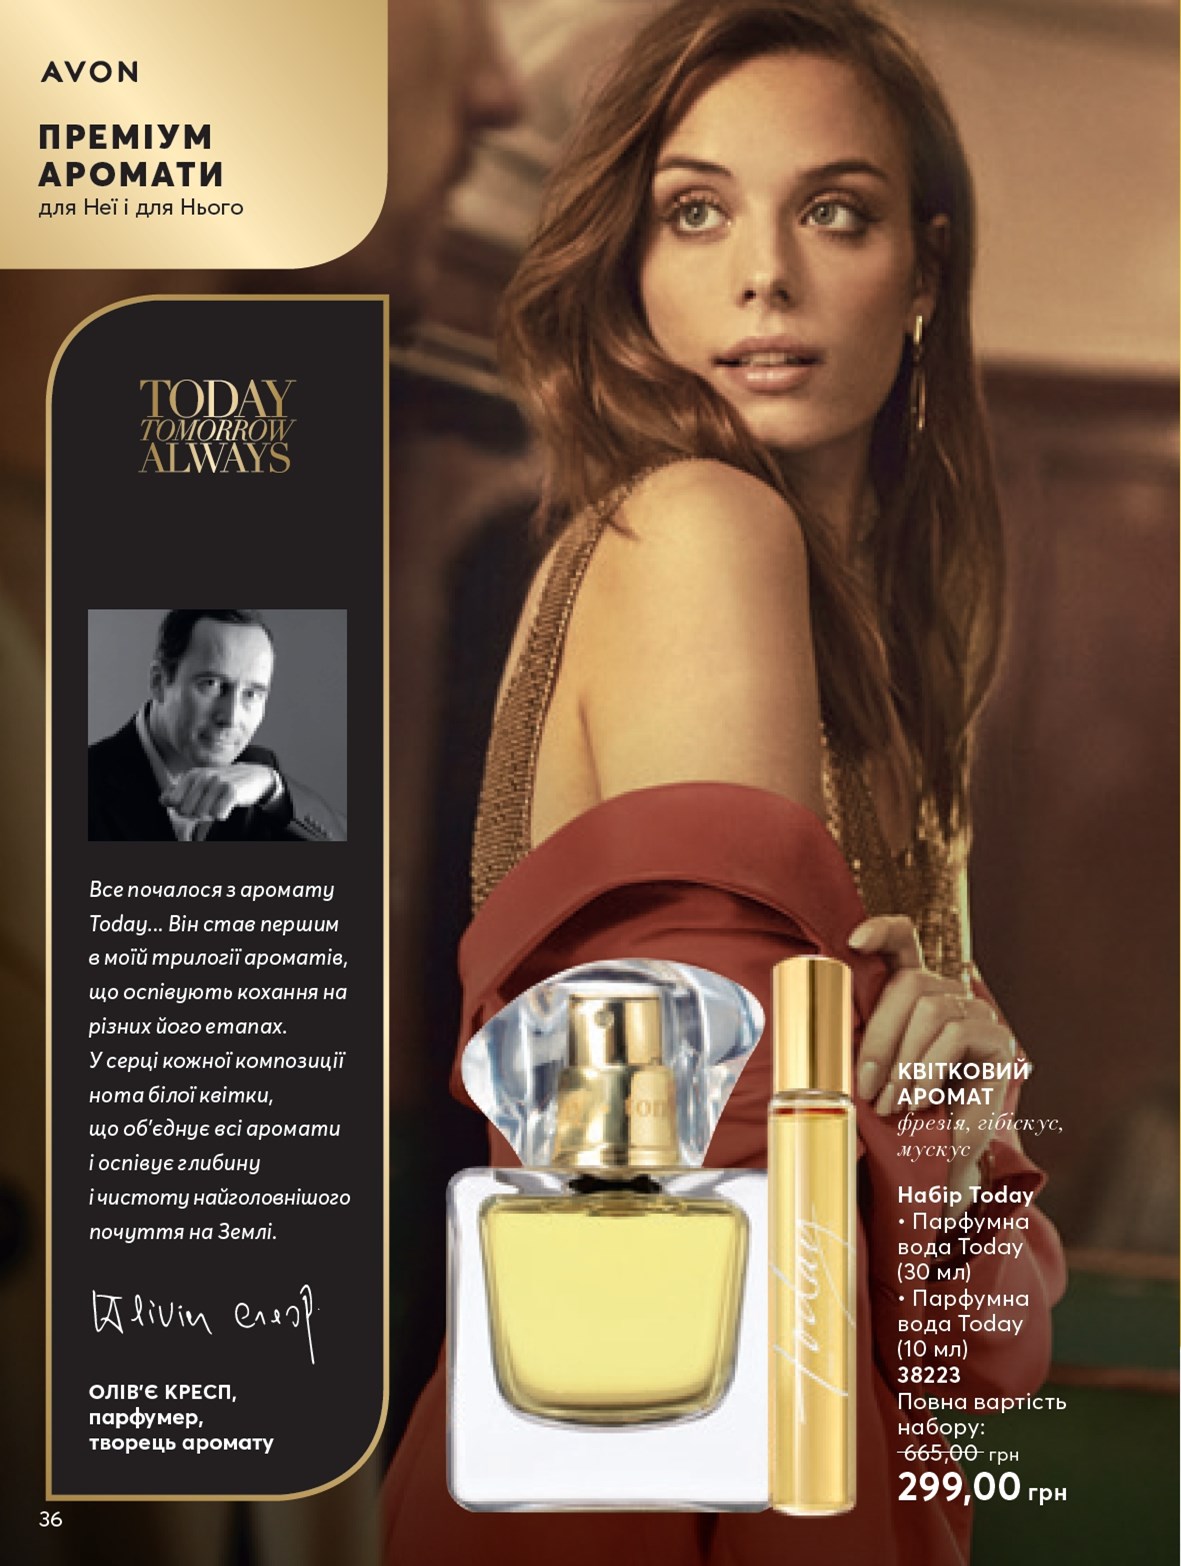 AVON
ПРЕМІУМ
АРОМАТИ
для Неї і для Нього
TODAY
TOMORROW
ALWAYS
Все почалося з аромату
Today... Він став першим
в моїй трилогії ароматів,
що оспівують кохання на
різних його етапах.
У серці кожної композиції
нота білої квітки,
що об’єднує всі аромати
і оспівує глибину
і чистоту найголовнішого
почуття на Землі.
Olivier Cresp
ОЛІВ’Є КРЕСП,
парфумер,
творець аромату
36
today
КВІТКОВИЙ
АРОМАТ
фрезія, гібіскус,
мускус
Набір Today
• Парфумна
вода Today
(30 мл)
• Парфумна
вода Today
(10 мл)
38223
Повна вартість
набору:
665,00 грн
299,00 грн